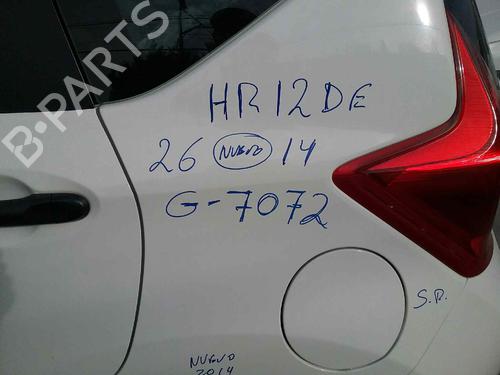 B-PARTS
HR12DE
26 NUEVO 14
G-7072
S.D.
NUEVO
2014